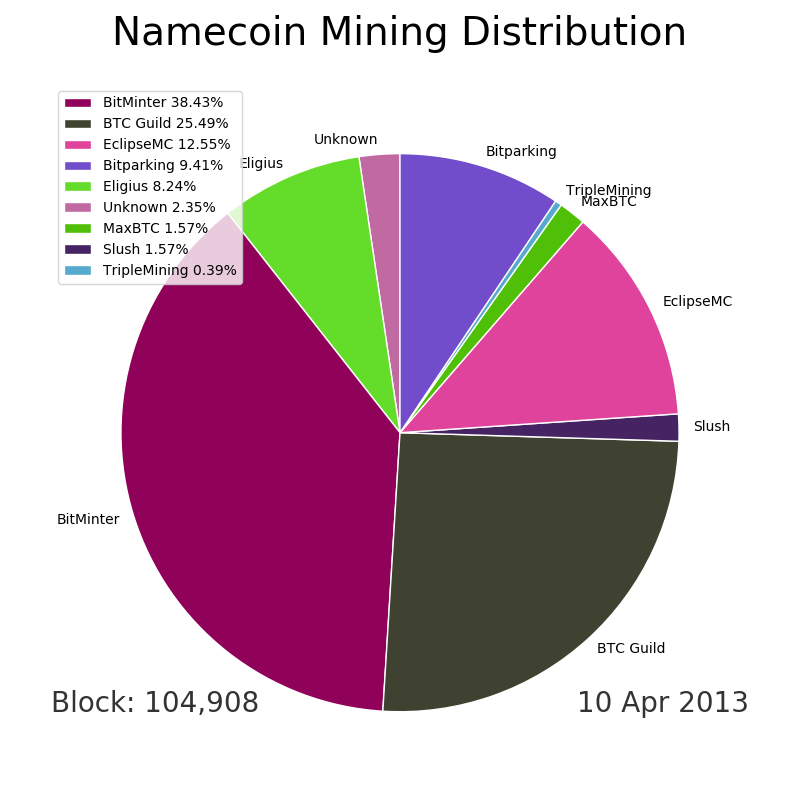 Namecoin Mining Distribution
BitMinter 38.43%
BTC Guild 25.49%
EclipseMC 12.55%
Bitparking 9.41%
Eligius 8.24%
Unknown 2.35%
MaxBTC 1.57%
Slush 1.57%
TripleMining 0.39%
Unknown
Bitparking
Eligius
TripleMining
MaxBTC
EclipseMC
Slush
BitMinter
BTC Guild
Block: 104,908
10 Apr 2013